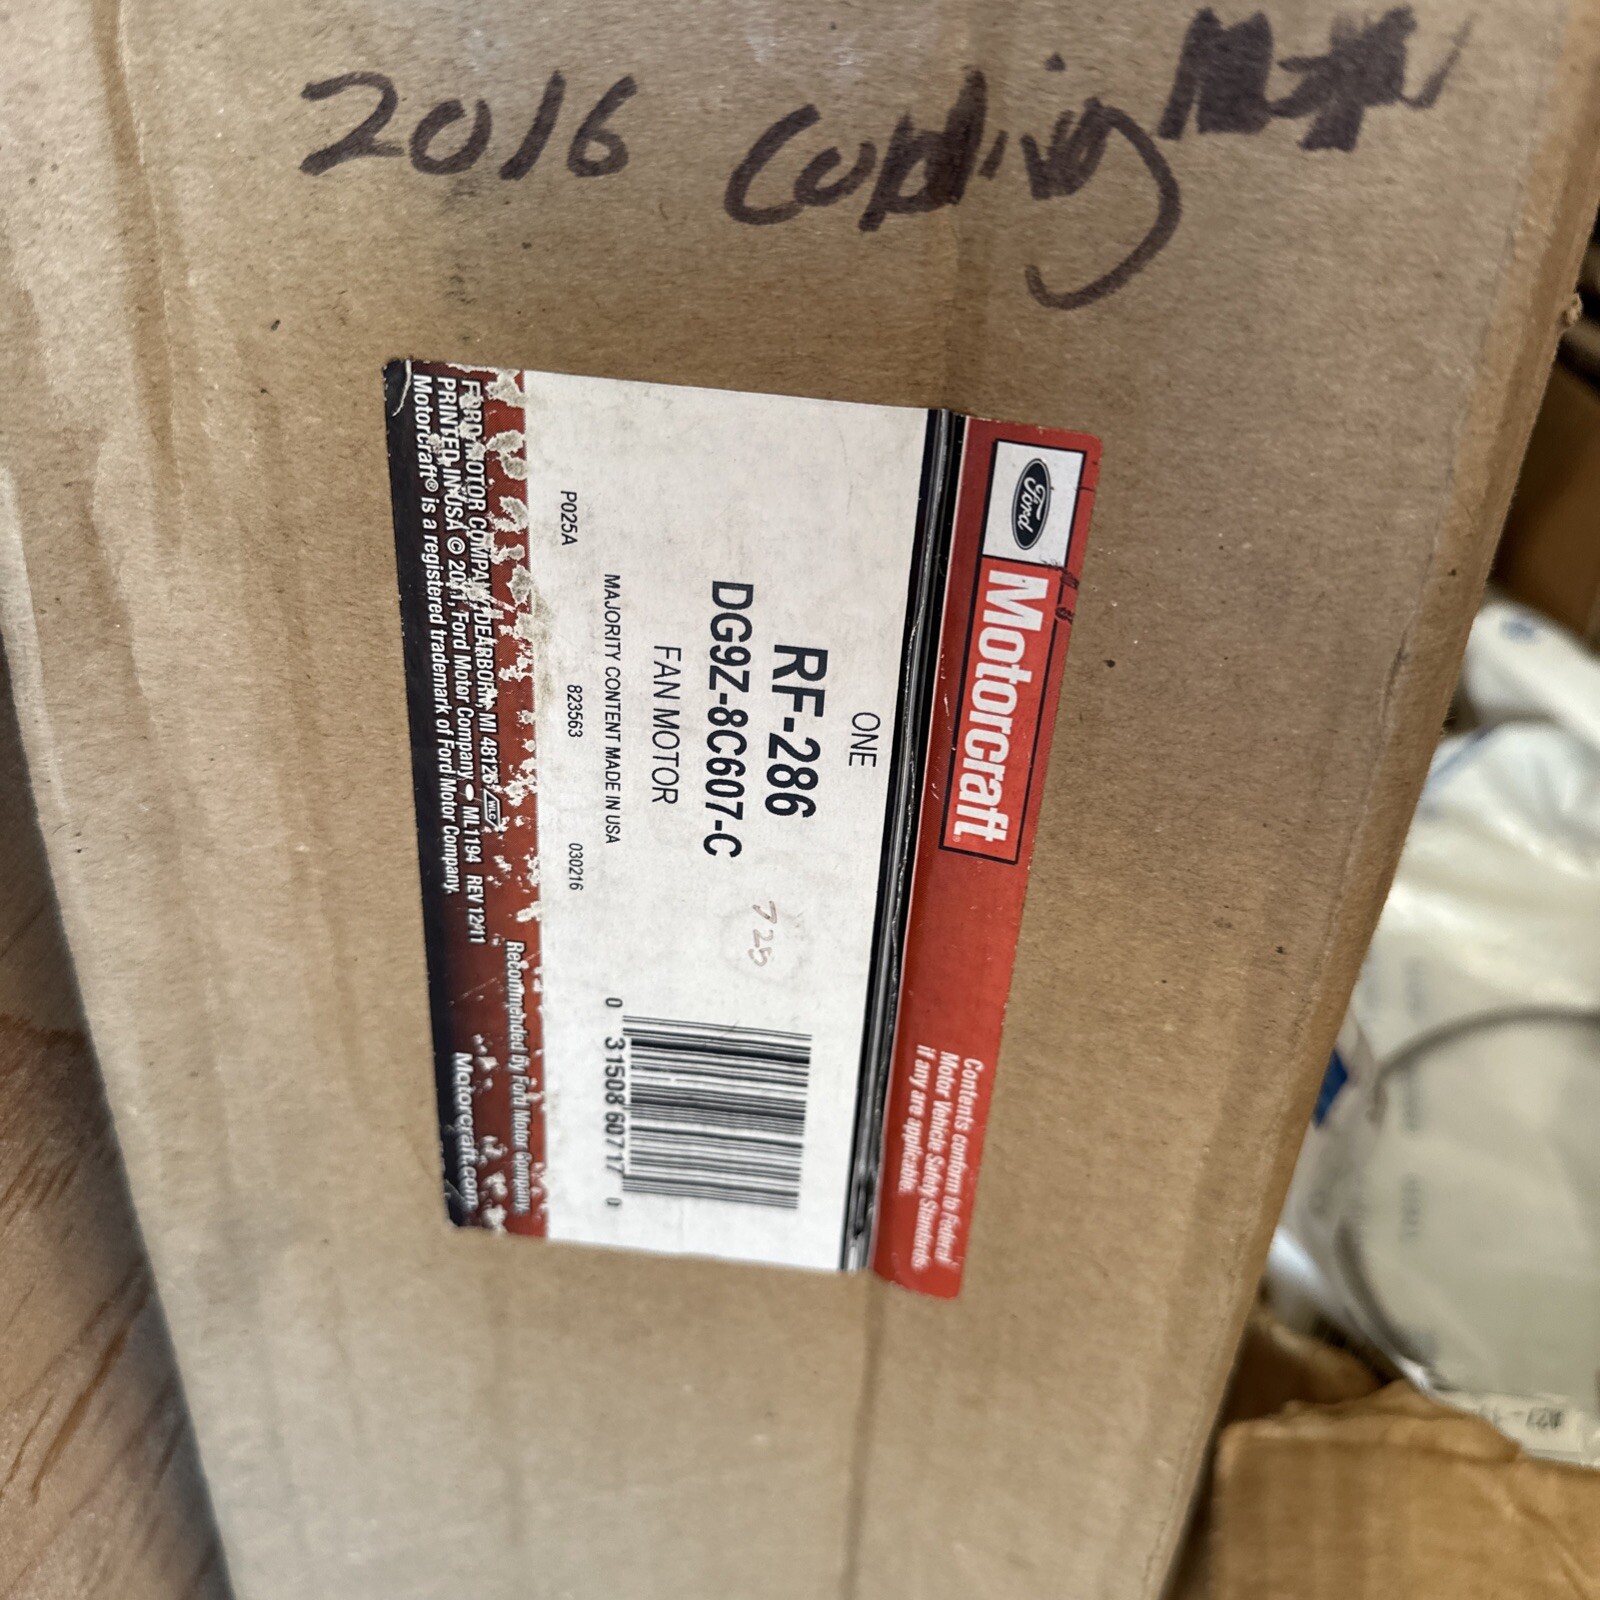 2016 Cooling
Ford
Motorcraft
Contents conform to Federal
Motor Vehicle Safety Standards,
if any are applicable.
ONE
RF-286
DG9Z-8C607-C
FAN MOTOR
725
MAJORITY CONTENT MADE IN USA
P025A 823563 030216
0 31508 60717 0
Recommended by Ford Motor Company.
Motorcraft.com
FORD MOTOR COMPANY, DEARBORN, MI 48126 WLC
PRINTED IN USA © 2011, Ford Motor Company ML1194 REV 12/11
Motorcraft® is a registered trademark of Ford Motor Company.